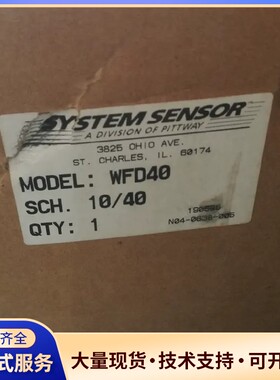 SYSTEM SENSOR
A DIVISION OF PITTWAY
3825 OHIO AVE.
ST. CHARLES, IL. 60174
MODEL: WFD40
SCH. 10/40
QTY: 1
齐全
式服务
大量现货·技术支持·可开